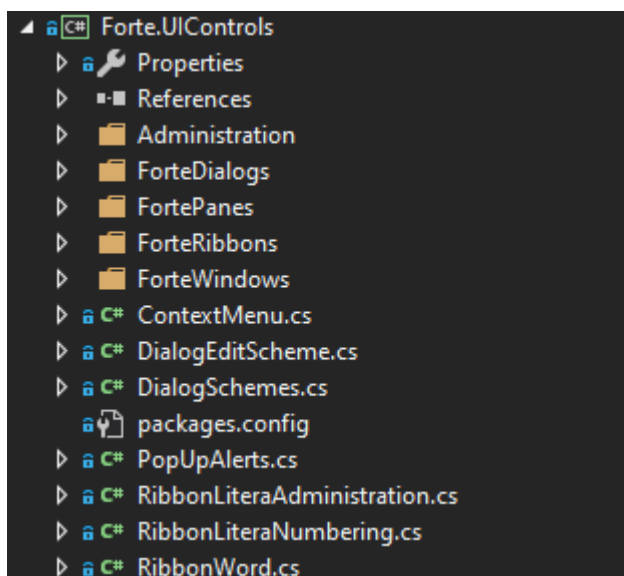 C# Forte.UIControls
Properties
References
Administration
ForteDialogs
FortePanes
ForteRibbons
ForteWindows
C# ContextMenu.cs
C# DialogEditScheme.cs
C# DialogSchemes.cs
packages.config
C# PopUpAlerts.cs
C# RibbonLiteraAdministration.cs
C# RibbonLiteraNumbering.cs
C# RibbonWord.cs